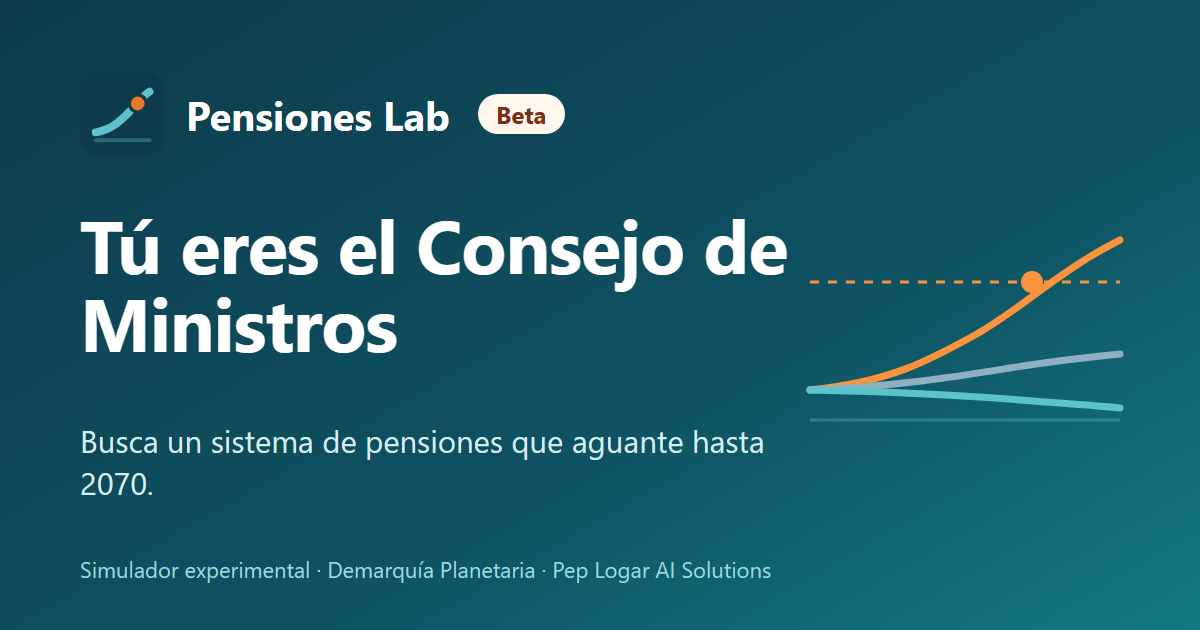 Pensiones Lab
Beta
Tú eres el Consejo de
Ministros
Busca un sistema de pensiones que aguante hasta
2070.
Simulador experimental · Demarquía Planetaria · Pep Logar AI Solutions